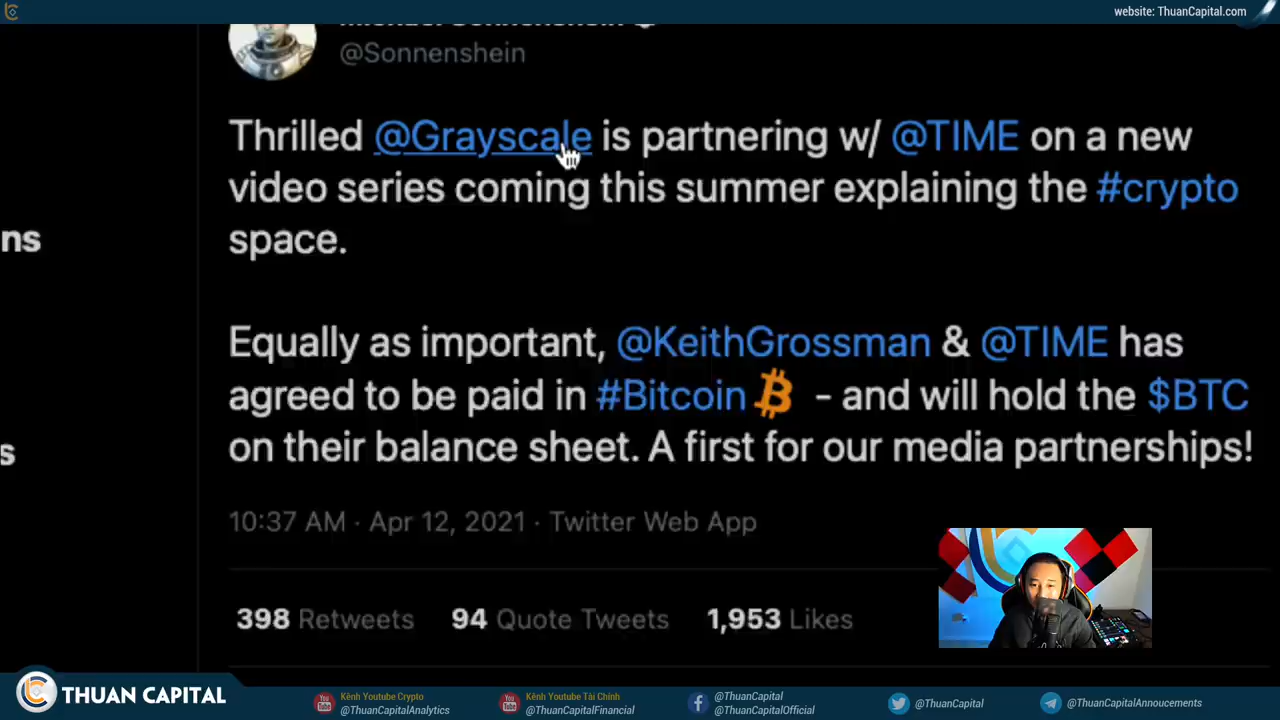 website: ThuanCapital.com
@Sonnenshein
Thrilled @Grayscale is partnering w/ @TIME on a new
video series coming this summer explaining the #crypto
space.
ns
Equally as important, @KeithGrossman & @TIME has
agreed to be paid in #Bitcoin - and will hold the $BTC
on their balance sheet. A first for our media partnerships!
s
10:37 AM · Apr 12, 2021 · Twitter Web App
398 Retweets 94 Quote Tweets 1,953 Likes
THUAN CAPITAL
Kênh Youtube Crypto
@ThuanCapitalAnalytics
Kênh Youtube Tài Chính
@ThuanCapitalFinancial
@ThuanCapital
@ThuanCapitalOfficial
@ThuanCapital
@ThuanCapitalAnnoucements